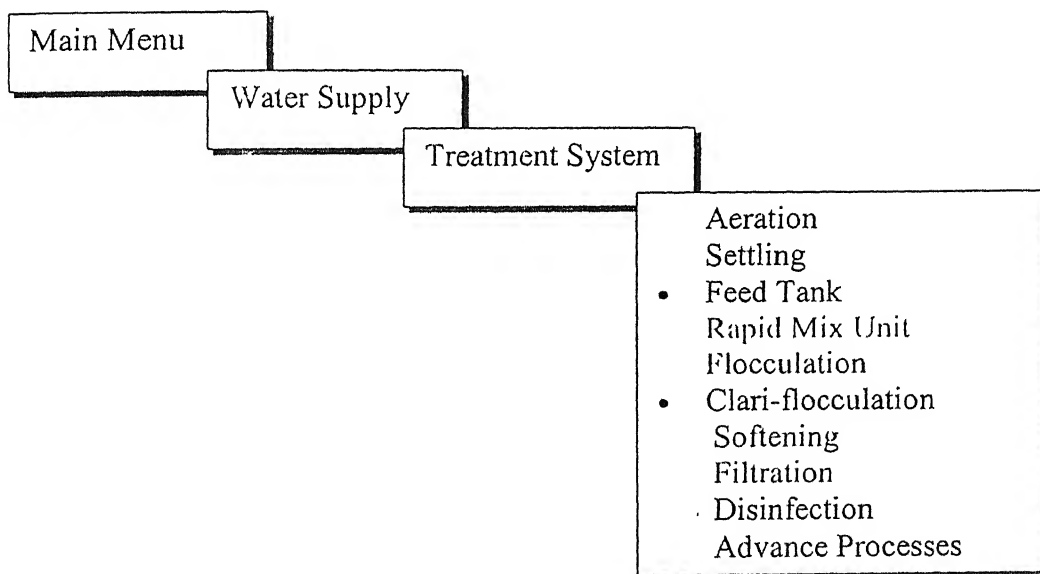 Main Menu
Water Supply
Treatment System
Aeration
Settling
• Feed Tank
Rapid Mix Unit
Flocculation
• Clari-flocculation
Softening
Filtration
Disinfection
Advance Processes